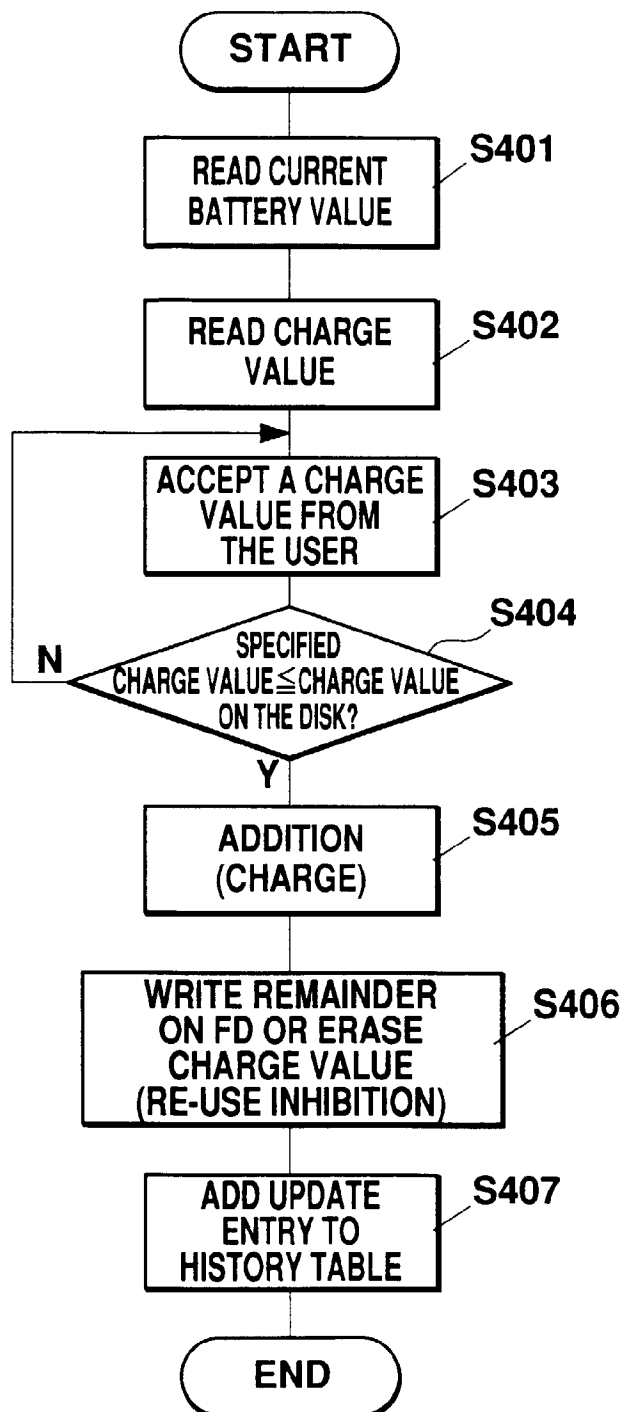 START
S401
READ CURRENT
BATTERY VALUE
S402
READ CHARGE
VALUE
S403
ACCEPT A CHARGE
VALUE FROM
THE USER
S404
N
SPECIFIED
CHARGE VALUE≦CHARGE VALUE
ON THE DISK?
Y
S405
ADDITION
(CHARGE)
S406
WRITE REMAINDER
ON FD OR ERASE
CHARGE VALUE
(RE-USE INHIBITION)
S407
ADD UPDATE
ENTRY TO
HISTORY TABLE
END